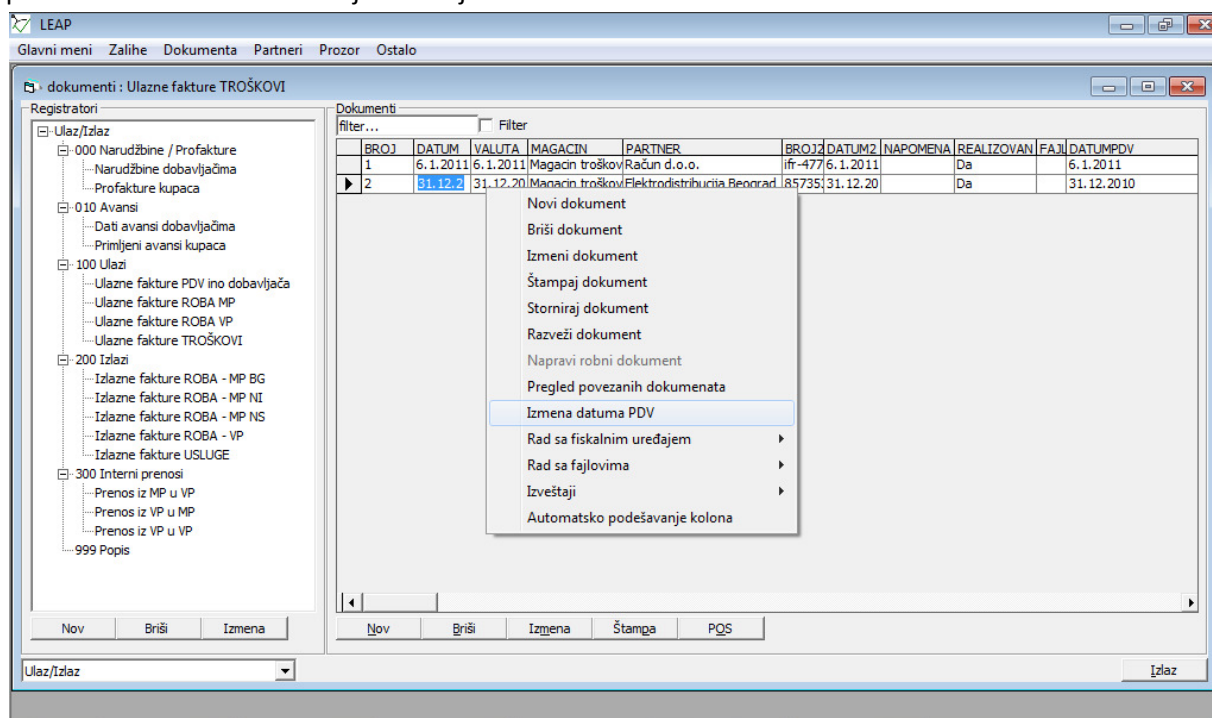 LEAP
Glavni meni Zalihe Dokumenta Partneri Prozor Ostalo
dokumenti : Ulazne fakture TROŠKOVI
Registratori
Ulaz/Izlaz
000 Narudžbine / Profakture
Narudžbine dobavljačima
Profakture kupaca
010 Avansi
Dati avansi dobavljačima
Primljeni avansi kupaca
100 Ulazi
Ulazne fakture PDV ino dobavljača
Ulazne fakture ROBA MP
Ulazne fakture ROBA VP
Ulazne fakture TROŠKOVI
200 Izlazi
Izlazne fakture ROBA - MP BG
Izlazne fakture ROBA - MP NI
Izlazne fakture ROBA - MP NS
Izlazne fakture ROBA - VP
Izlazne fakture USLUGE
300 Interni prenosi
Prenos iz MP u VP
Prenos iz VP u MP
Prenos iz VP u VP
999 Popis
Nov Briši Izmena
Ulaz/Izlaz
Dokumenti
filter... Filter
BROJ DATUM VALUTA MAGACIN PARTNER BROJ2 DATUM2 NAPOMENA REALIZOVAN FAJL DATUMPDV
1 6.1.2011 6.1.2011 Magacin troškov Račun d.o.o. ifr-477 6.1.2011 Da 6.1.2011
2 31.12.2 31.12.20 Magacin troškov Elektrodistribucija Beograd 85735 31.12.20 Da 31.12.2010
Novi dokument
Briši dokument
Izmeni dokument
Štampaj dokument
Storniraj dokument
Razveži dokument
Napravi robni dokument
Pregled povezanih dokumenata
Izmena datuma PDV
Rad sa fiskalnim uređajem
Rad sa fajlovima
Izveštaji
Automatsko podešavanje kolona
Nov Briši Izmena Štampa POS
Izlaz